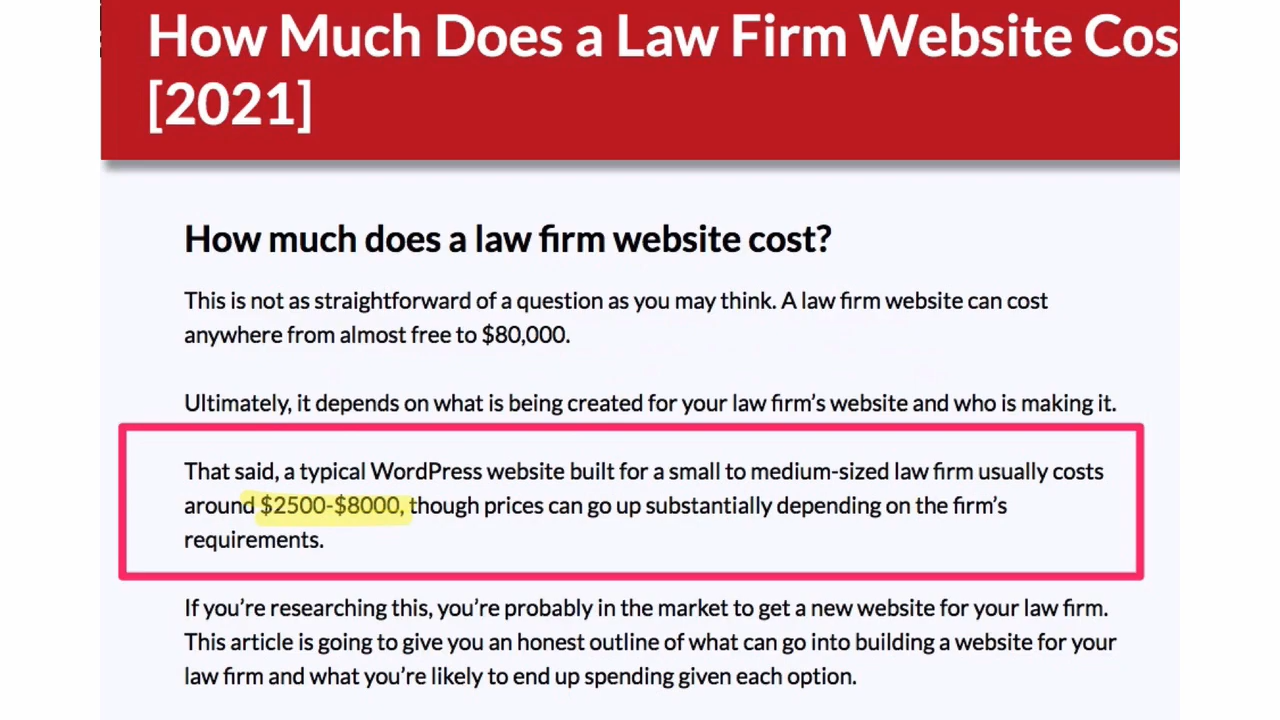 How Much Does a Law Firm Website Cos
[2021]
How much does a law firm website cost?
This is not as straightforward of a question as you may think. A law firm website can cost
anywhere from almost free to $80,000.
Ultimately, it depends on what is being created for your law firm’s website and who is making it.
That said, a typical WordPress website built for a small to medium-sized law firm usually costs
around $2500-$8000, though prices can go up substantially depending on the firm’s
requirements.
If you’re researching this, you’re probably in the market to get a new website for your law firm.
This article is going to give you an honest outline of what can go into building a website for your
law firm and what you’re likely to end up spending given each option.